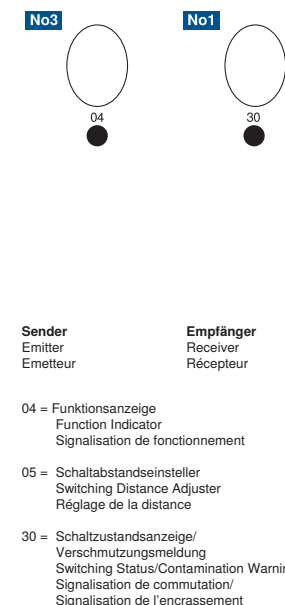 No3 No1
04 30
Sender Empfänger
Emitter Receiver
Emetteur Récepteur
04 = Funktionsanzeige
Function Indicator
Signalisation de fonctionnement
05 = Schaltabstandseinsteller
Switching Distance Adjuster
Réglage de la distance
30 = Schaltzustandsanzeige/
Verschmutzungsmeldung
Switching Status/Contamination
Signalisation de commutation/
Signalisation de l'encrassement